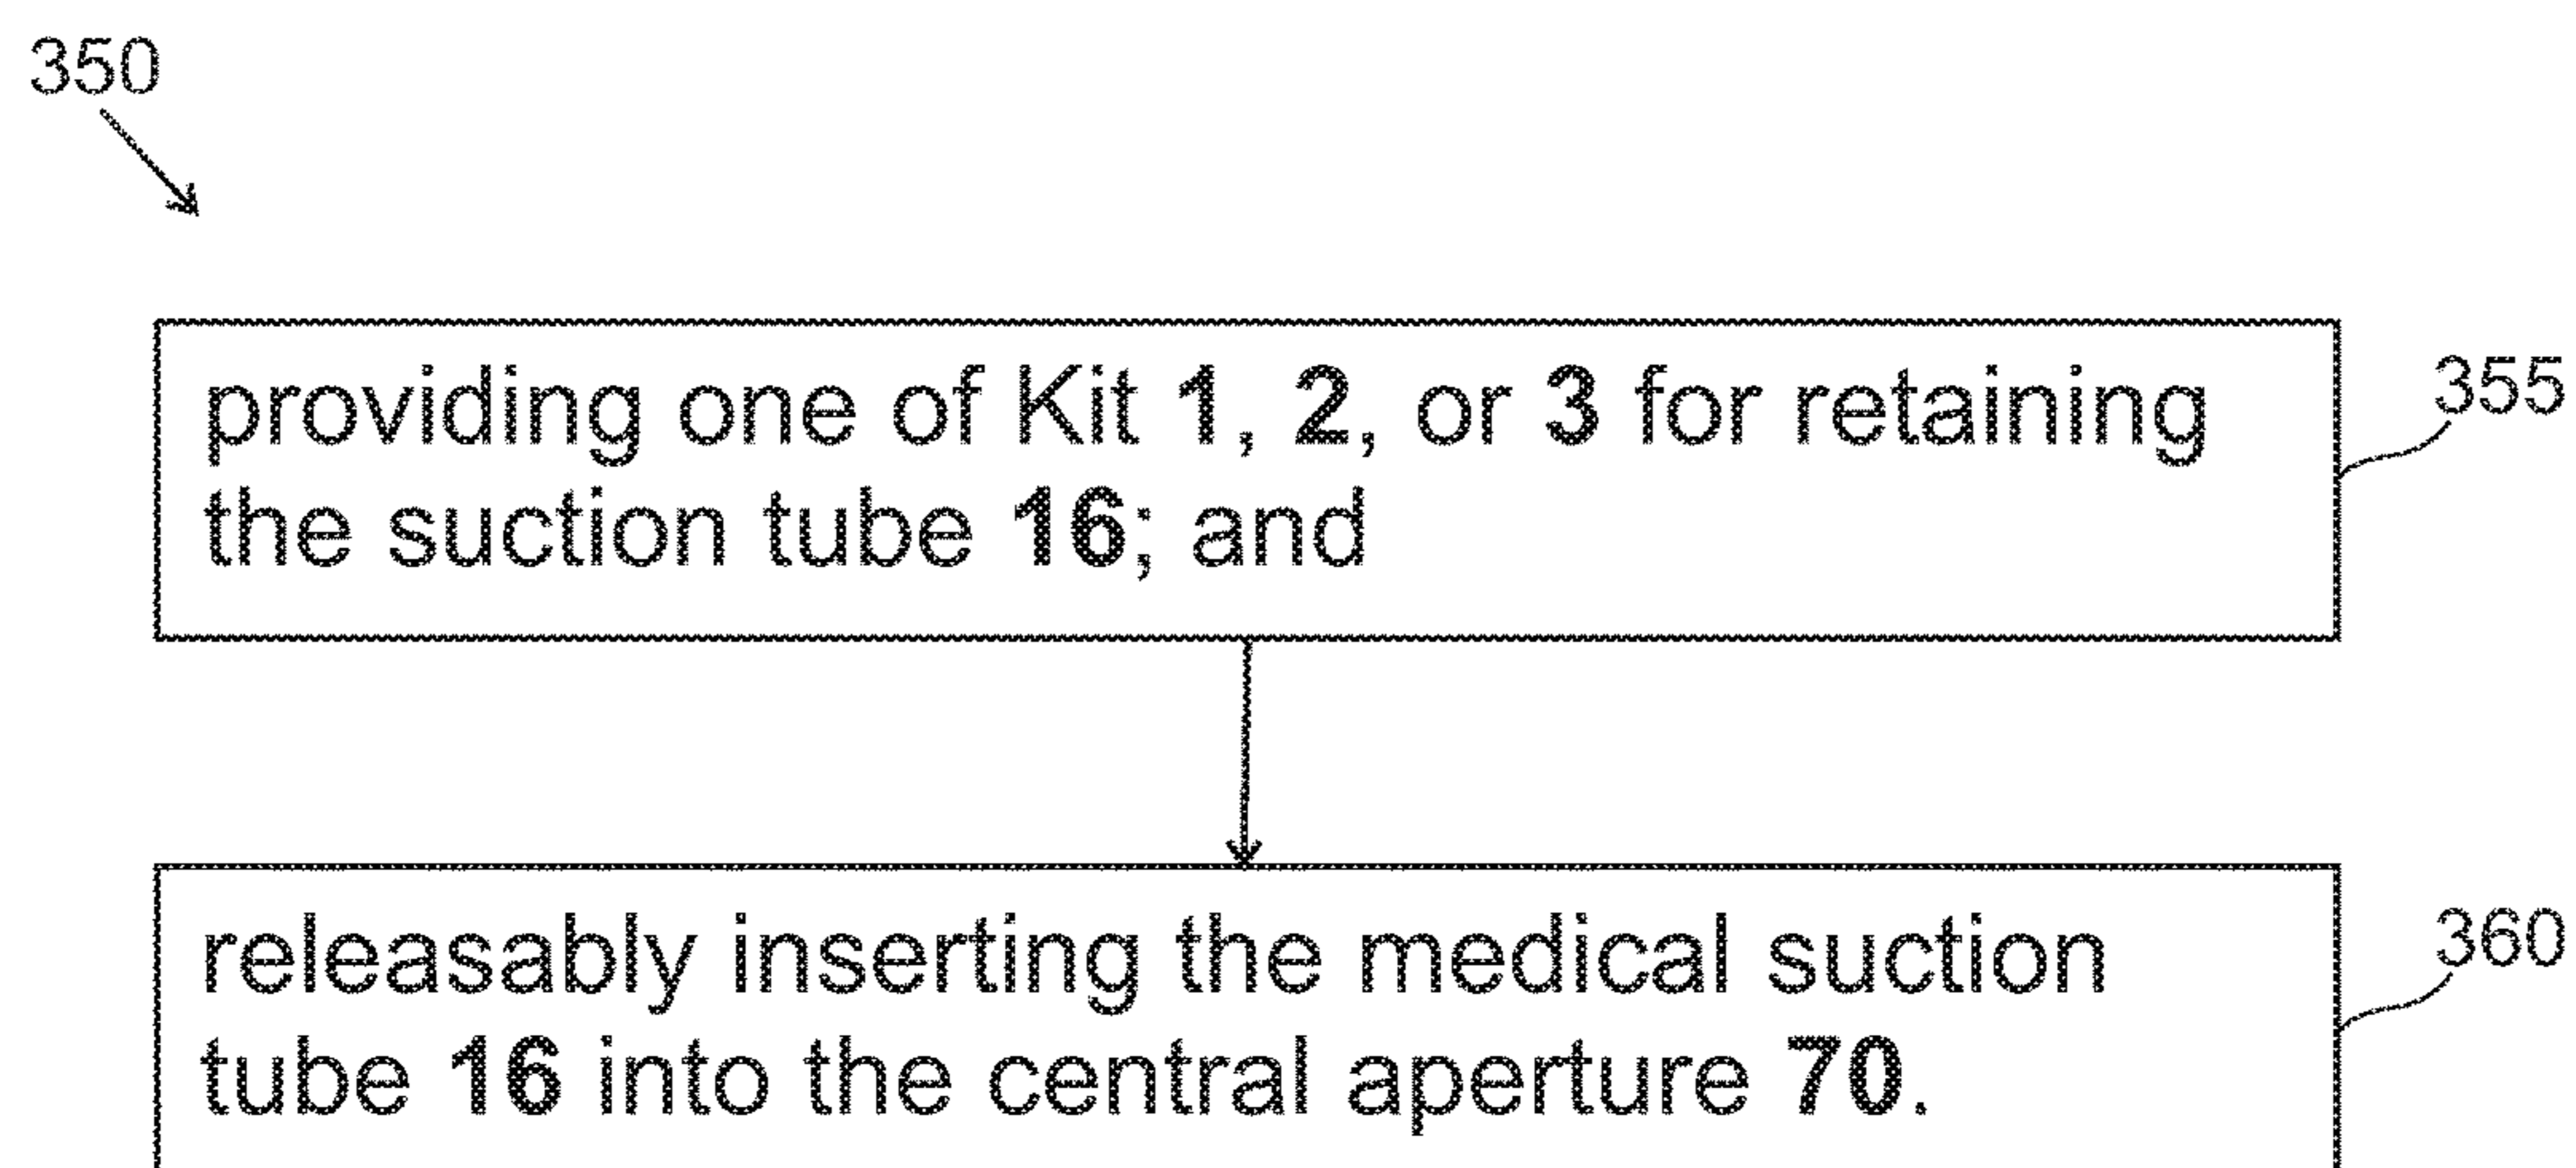 350
providing one of Kit 1, 2, or 3 for retaining
355
the suction tube 16; and
releasably inserting the medical suction
360
tube 16 into the central aperture 70.